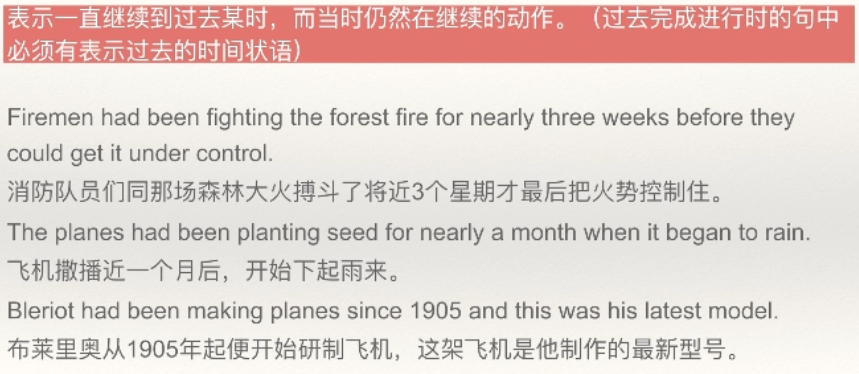 表示一直继续到过去某时，而当时仍然在继续的动作。（过去完成进行时的句中
必须有表示过去的时间状语）
Firemen had been fighting the forest fire for nearly three weeks before they
could get it under control.
消防队员们同那场森林大火搏斗了将近3个星期才最后把火势控制住。
The planes had been planting seed for nearly a month when it began to rain.
飞机撒播近一个月后，开始下起雨来。
Bleriot had been making planes since 1905 and this was his latest model.
布莱里奥从1905年起便开始研制飞机，这架飞机是他制作的最新型号。